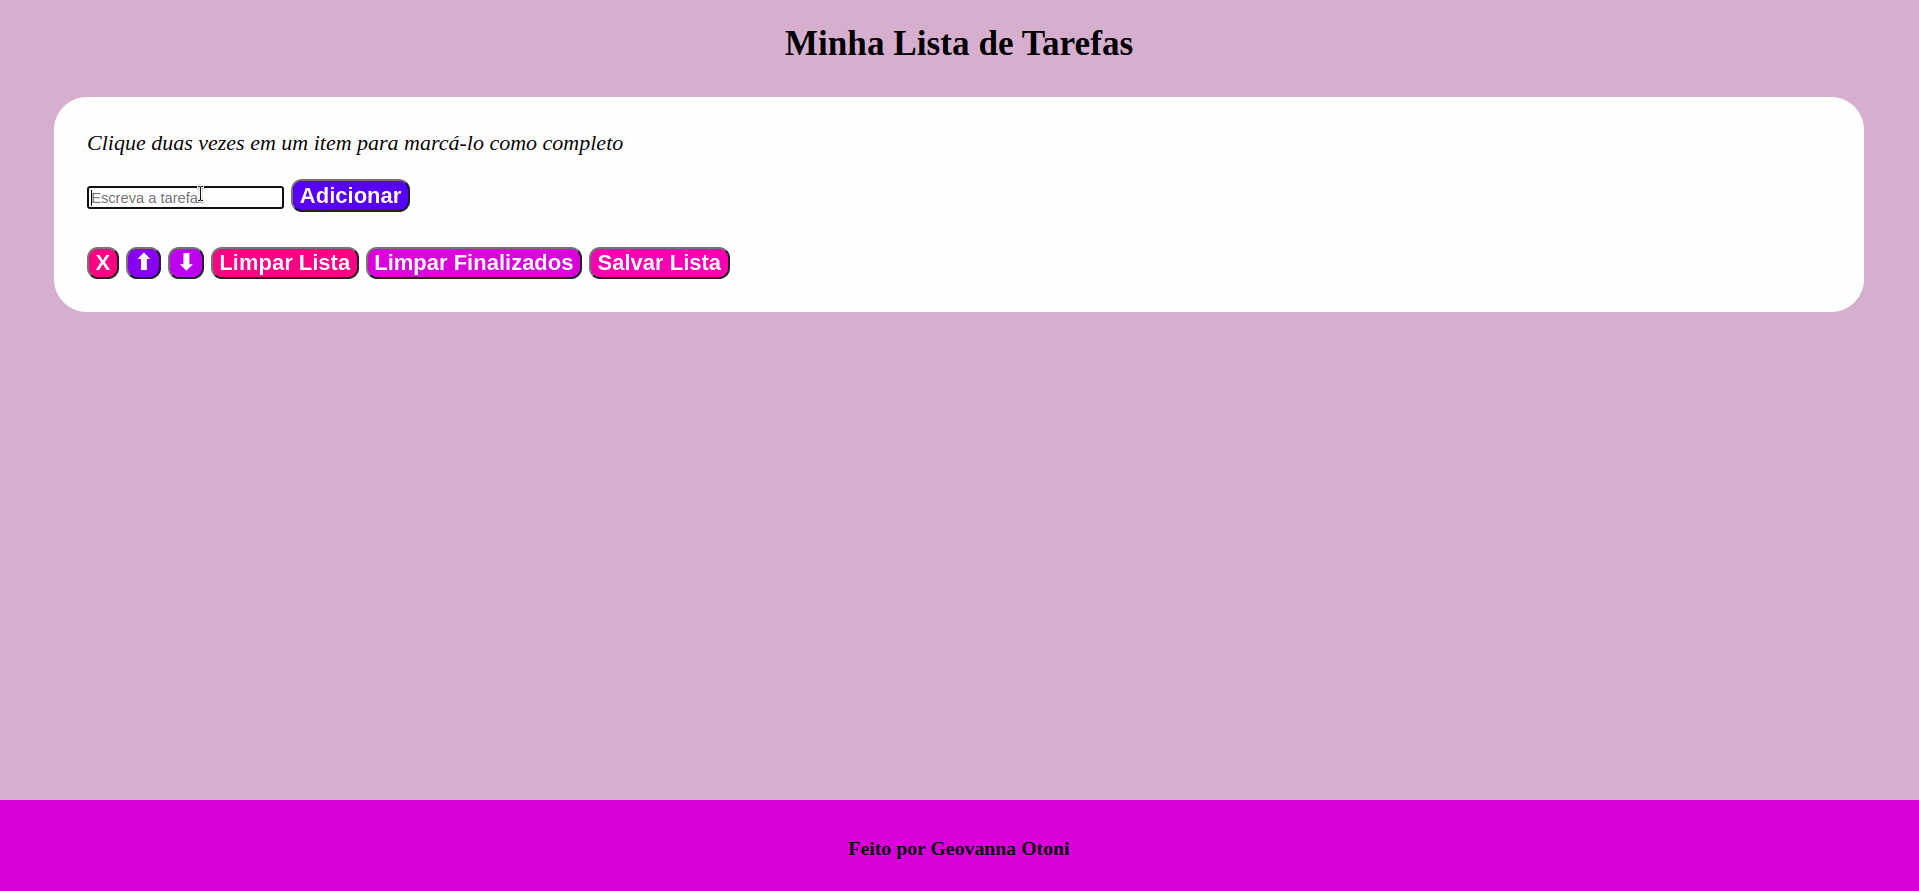 Minha Lista de Tarefas
Clique duas vezes em um item para marcá-lo como completo
Escreva a tarefa Adicionar
X ⬆ ⬇ Limpar Lista Limpar Finalizados Salvar Lista
Feito por Geovanna Otoni